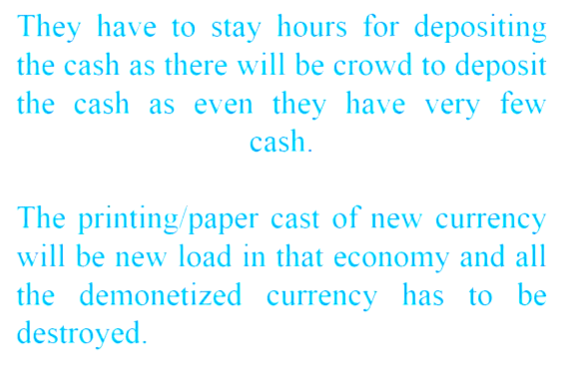 They have to stay hours for depositing
the cash as there will be crowd to deposit
the cash as even they have very few
cash.
The printing/paper cast of new currency
will be new load in that economy and all
the demonetized currency has to be
destroyed.